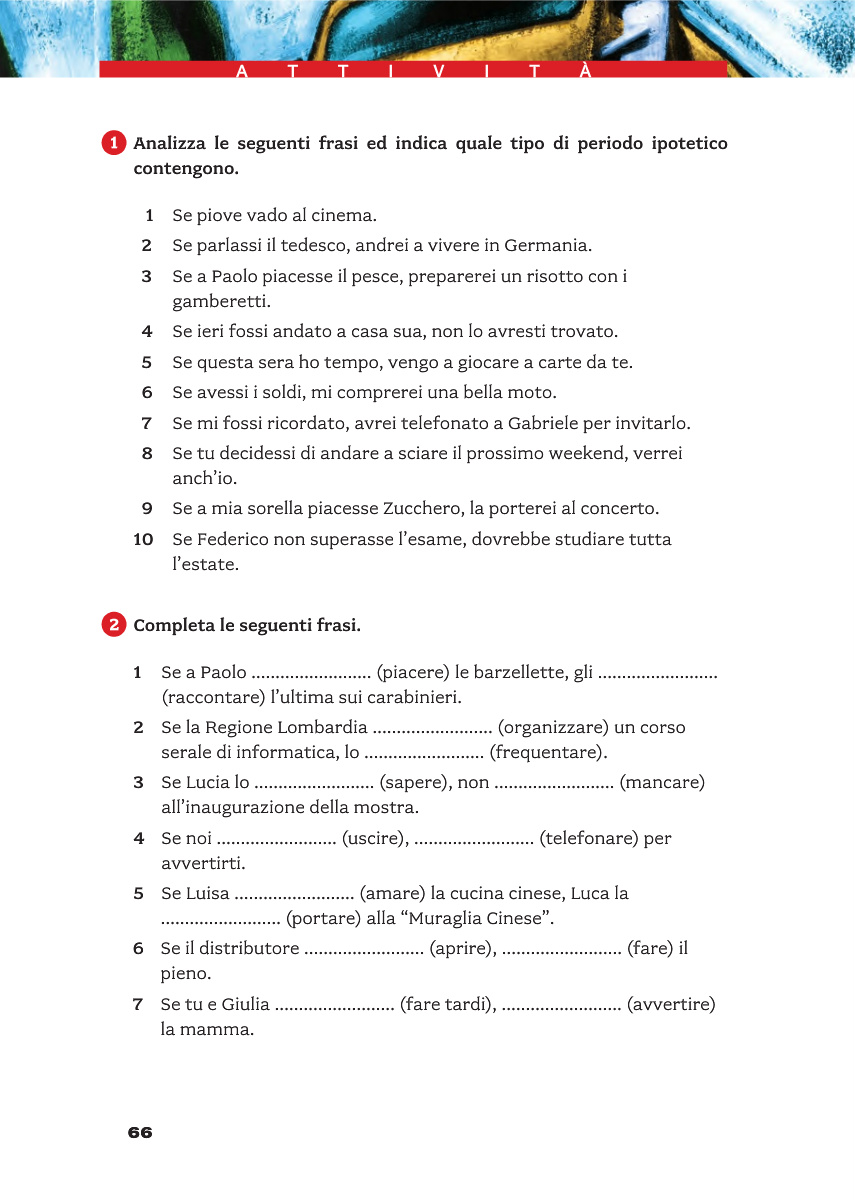 ATTIVITÀ
1 Analizza le seguenti frasi ed indica quale tipo di periodo ipotetico
contengono.
1 Se piove vado al cinema.
2 Se parlassi il tedesco, andrei a vivere in Germania.
3 Se a Paolo piacesse il pesce, preparerei un risotto con i
gamberetti.
4 Se ieri fossi andato a casa sua, non lo avresti trovato.
5 Se questa sera ho tempo, vengo a giocare a carte da te.
6 Se avessi i soldi, mi comprerei una bella moto.
7 Se mi fossi ricordato, avrei telefonato a Gabriele per invitarlo.
8 Se tu decidessi di andare a sciare il prossimo weekend, verrei
anch’io.
9 Se a mia sorella piacesse Zucchero, la porterei al concerto.
10 Se Federico non superasse l’esame, dovrebbe studiare tutta
l’estate.
2 Completa le seguenti frasi.
1 Se a Paolo ......................... (piacere) le barzellette, gli .........................
(raccontare) l’ultima sui carabinieri.
2 Se la Regione Lombardia ......................... (organizzare) un corso
serale di informatica, lo ......................... (frequentare).
3 Se Lucia lo ......................... (sapere), non ......................... (mancare)
all’inaugurazione della mostra.
4 Se noi ......................... (uscire), ......................... (telefonare) per
avvertirti.
5 Se Luisa ......................... (amare) la cucina cinese, Luca la
......................... (portare) alla “Muraglia Cinese”.
6 Se il distributore ......................... (aprire), ......................... (fare) il
pieno.
7 Se tu e Giulia ......................... (fare tardi), ......................... (avvertire)
la mamma.
66